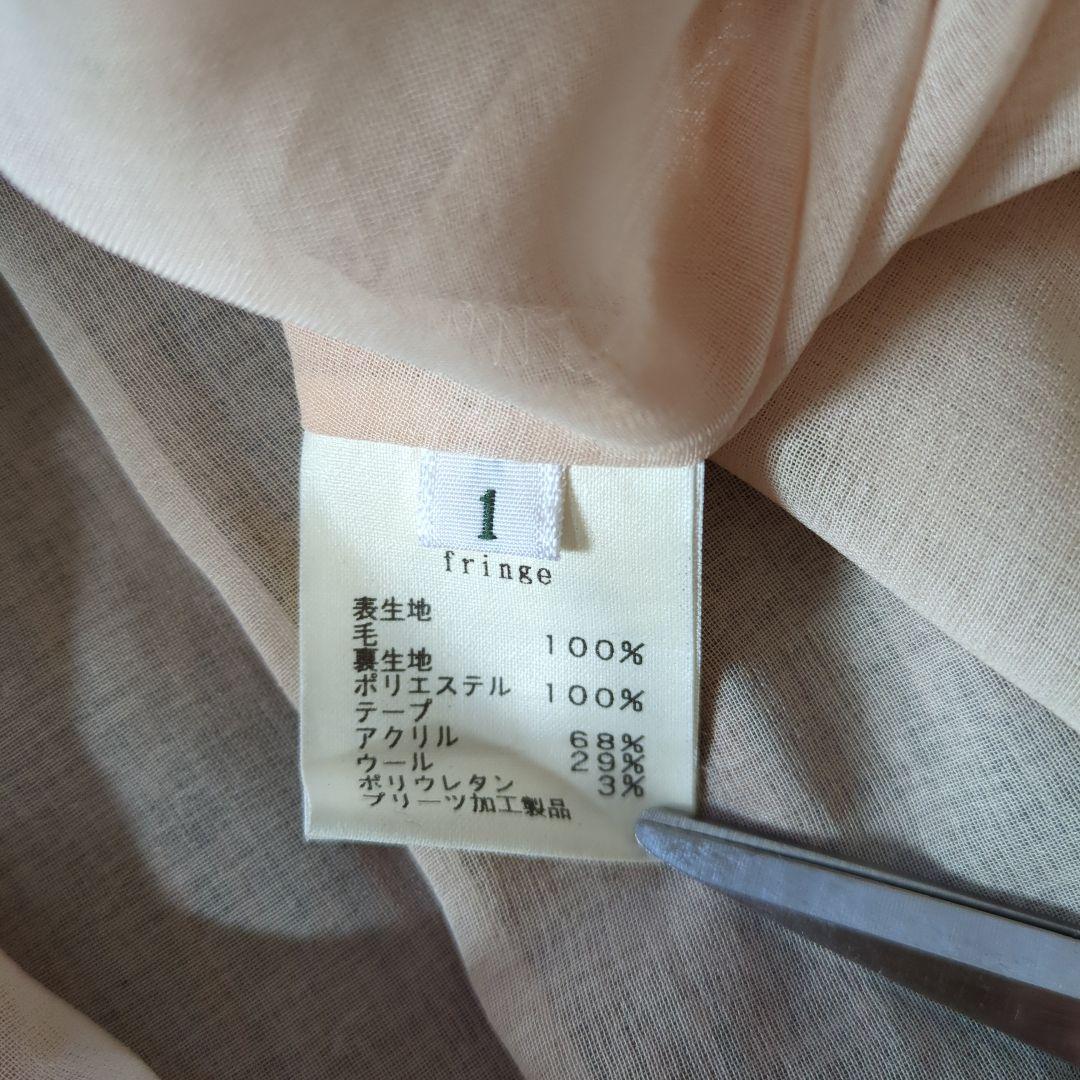 1
fringe
表生地
毛 100%
裏生地
ポリエステル 100%
テープ
アクリル 68%
ウール 29%
ポリウレタン 3%
プリーツ加工製品